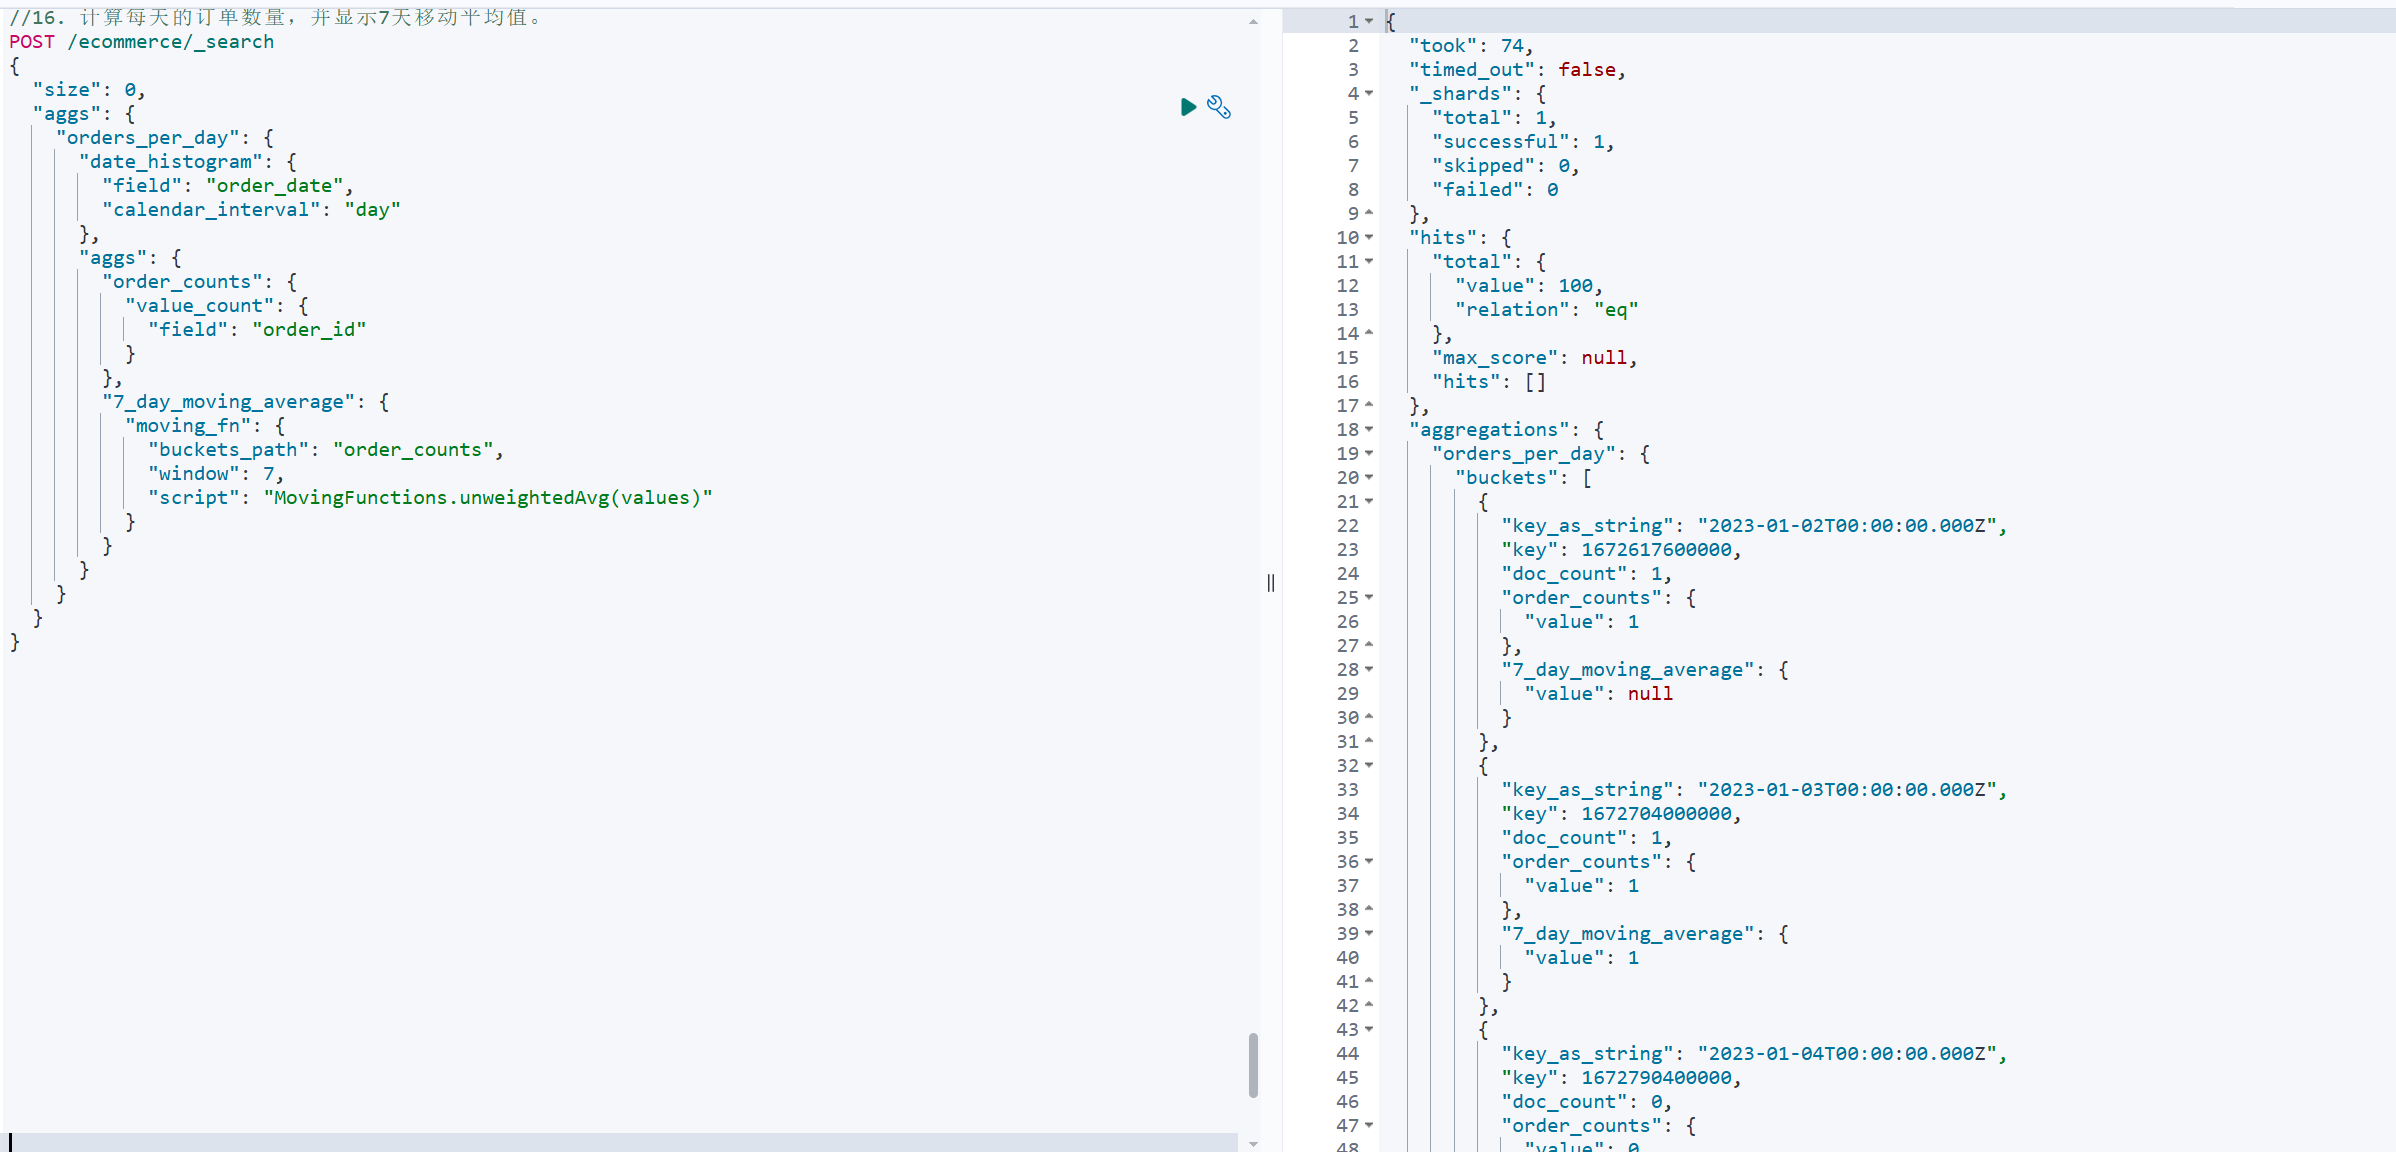 //16. 计算每天的订单数量，并显示7天移动平均值。
POST /ecommerce/_search
{
  "size": 0,
  "aggs": {
    "orders_per_day": {
      "date_histogram": {
        "field": "order_date",
        "calendar_interval": "day"
      },
      "aggs": {
        "order_counts": {
          "value_count": {
            "field": "order_id"
          }
        },
        "7_day_moving_average": {
          "moving_fn": {
            "buckets_path": "order_counts",
            "window": 7,
            "script": "MovingFunctions.unweightedAvg(values)"
          }
        }
      }
    }
  }
}
1 {
2   "took": 74,
3   "timed_out": false,
4   "_shards": {
5     "total": 1,
6     "successful": 1,
7     "skipped": 0,
8     "failed": 0
9   },
10   "hits": {
11     "total": {
12       "value": 100,
13       "relation": "eq"
14     },
15     "max_score": null,
16     "hits": []
17   },
18   "aggregations": {
19     "orders_per_day": {
20       "buckets": [
21         {
22           "key_as_string": "2023-01-02T00:00:00.000Z",
23           "key": 1672617600000,
24           "doc_count": 1,
25           "order_counts": {
26             "value": 1
27           },
28           "7_day_moving_average": {
29             "value": null
30           }
31         },
32         {
33           "key_as_string": "2023-01-03T00:00:00.000Z",
34           "key": 1672704000000,
35           "doc_count": 1,
36           "order_counts": {
37             "value": 1
38           },
39           "7_day_moving_average": {
40             "value": 1
41           }
42         },
43         {
44           "key_as_string": "2023-01-04T00:00:00.000Z",
45           "key": 1672790400000,
46           "doc_count": 0,
47           "order_counts": {
48             "value": 0